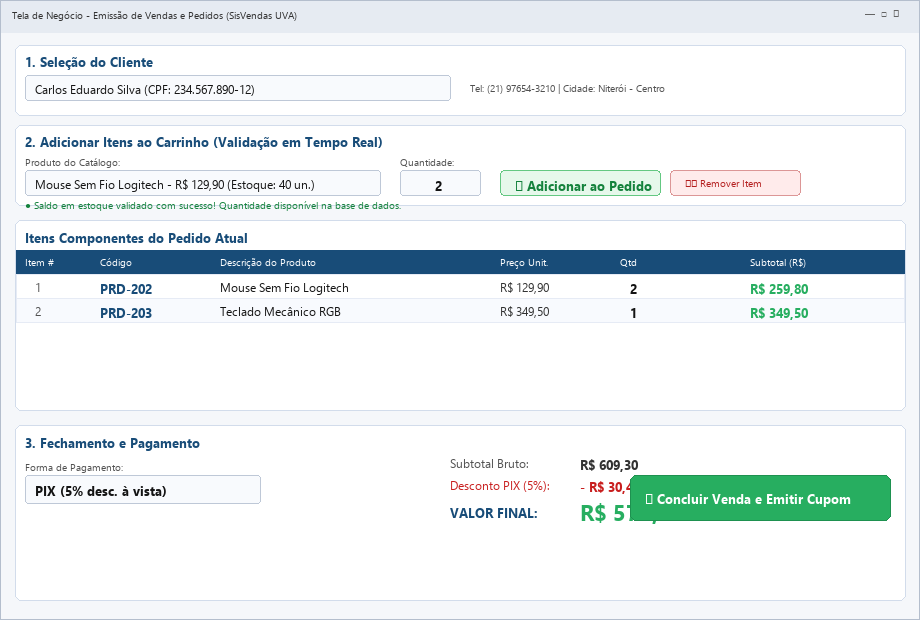 Tela de Negócio - Emissão de Vendas e Pedidos (SisVendas UVA)
1. Seleção do Cliente
Carlos Eduardo Silva (CPF: 234.567.890-12)
Tel: (21) 97654-3210 | Cidade: Niterói - Centro
2. Adicionar Itens ao Carrinho (Validação em Tempo Real)
Produto do Catálogo: Quantidade:
Mouse Sem Fio Logitech - R$ 129,90 (Estoque: 40 un.) 2 Adicionar ao Pedido Remover Item
● Saldo em estoque validado com sucesso! Quantidade disponível na base de dados.
Itens Componentes do Pedido Atual
Item # Código Descrição do Produto Preço Unit. Qtd Subtotal (R$)
1 PRD-202 Mouse Sem Fio Logitech R$ 129,90 2 R$ 259,80
2 PRD-203 Teclado Mecânico RGB R$ 349,50 1 R$ 349,50
3. Fechamento e Pagamento
Forma de Pagamento:
PIX (5% desc. à vista)
Subtotal Bruto: R$ 609,30
Desconto PIX (5%): - R$ 30,4
VALOR FINAL: R$ 57
Concluir Venda e Emitir Cupom